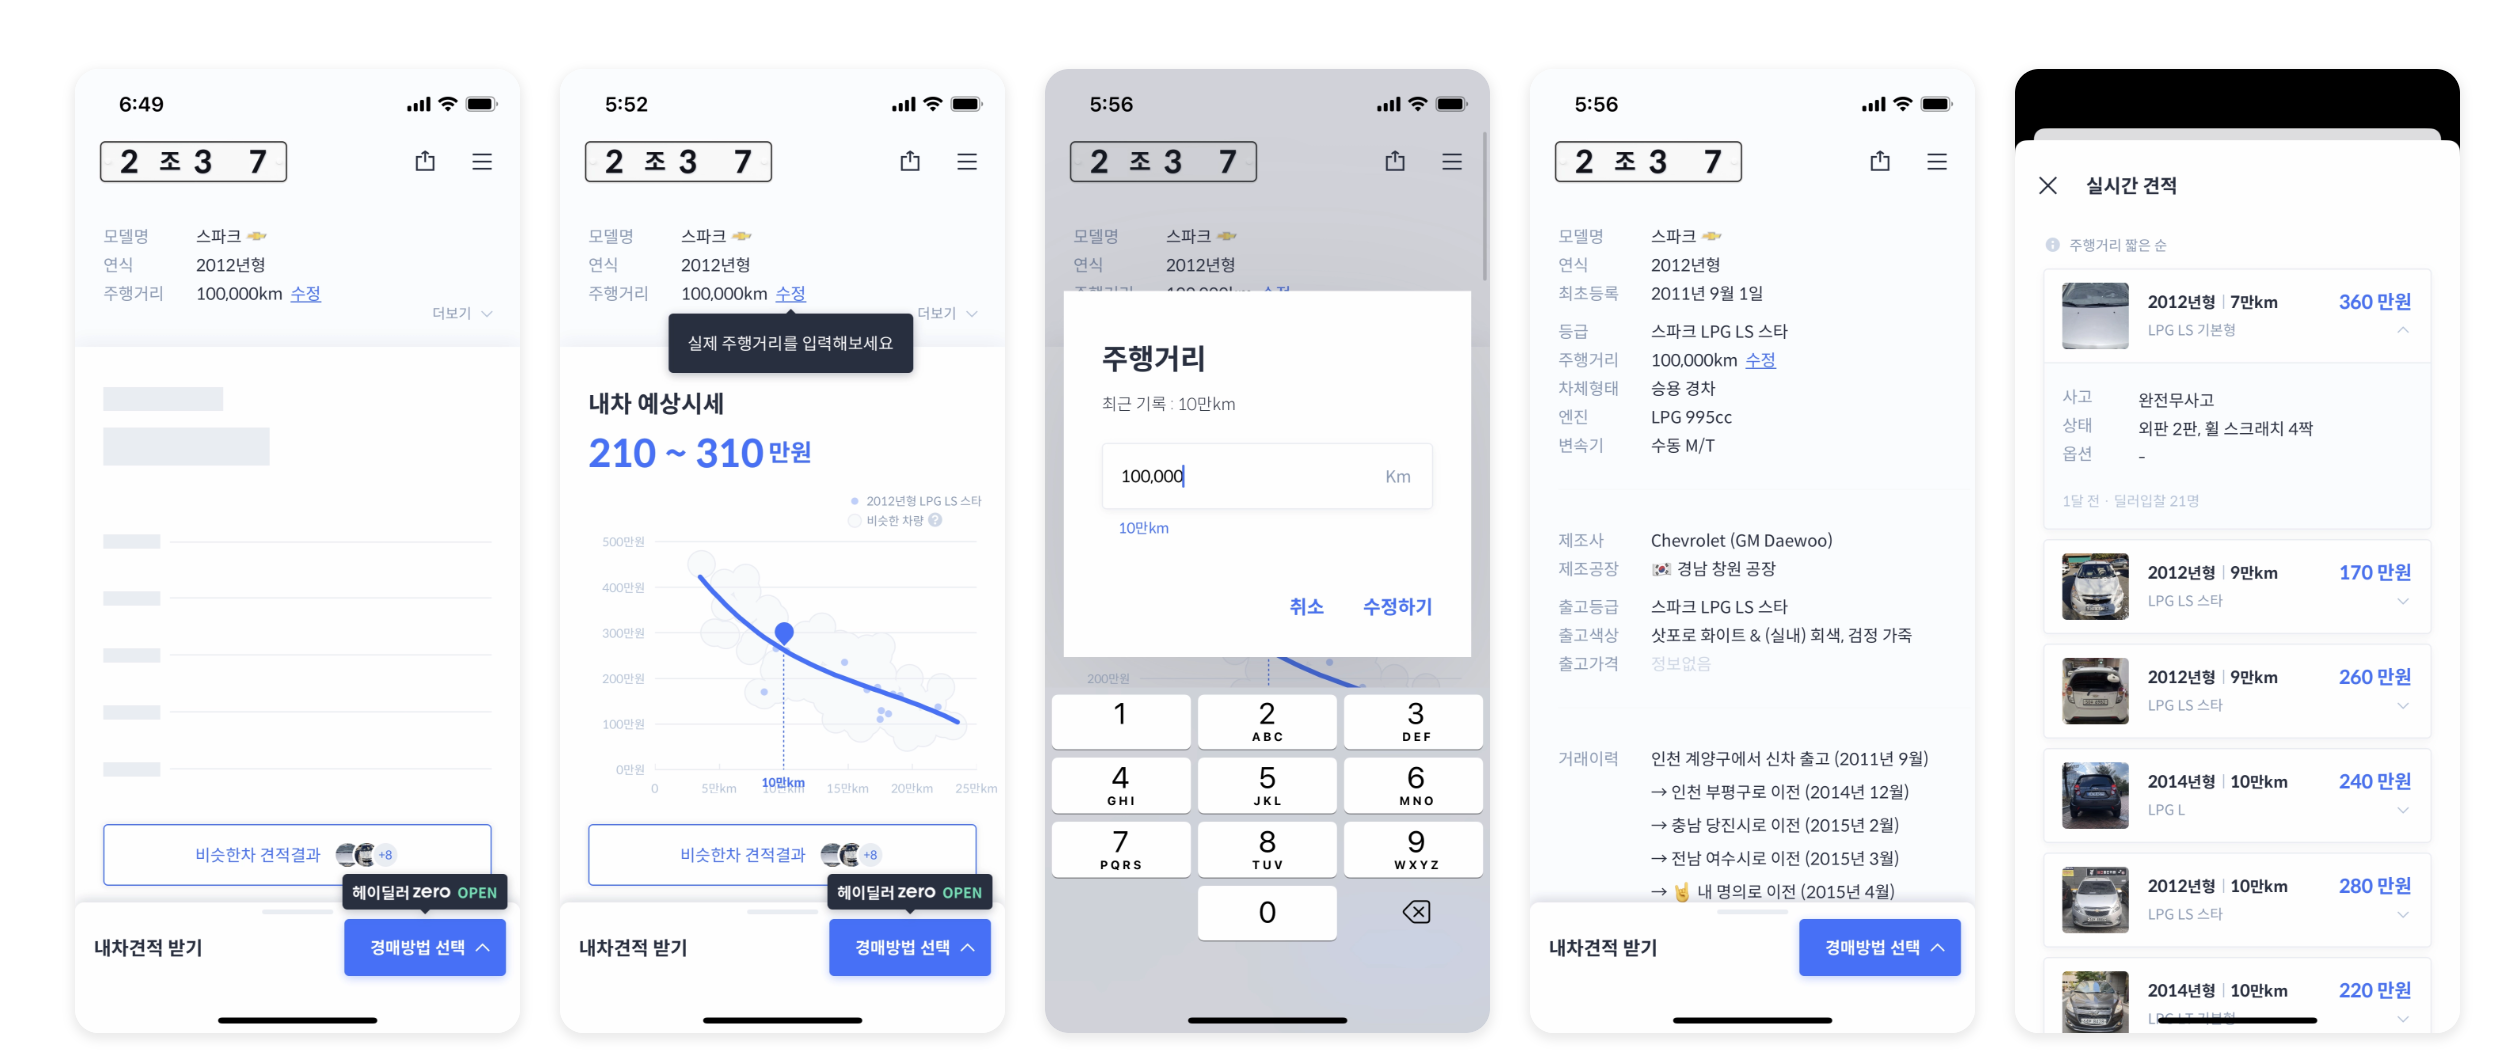 6:49
2 조 3 7
모델명 스파크
연식 2012년형
주행거리 100,000km 수정
더보기
비슷한차 견적결과 +8
헤이딜러 zero OPEN
내차견적 받기
경매방법 선택
5:52
2 조 3 7
모델명 스파크
연식 2012년형
주행거리 100,000km 수정
더보기
실제 주행거리를 입력해보세요
내차 예상시세
210 ~ 310 만원
2012년형 LPG LS 스타
비슷한 차량 ?
500만원
400만원
300만원
200만원
100만원
0만원
0 5만km 10만km 15만km 20만km 25만km
비슷한차 견적결과 +8
헤이딜러 zero OPEN
내차견적 받기
경매방법 선택
5:56
2 조 3 7
모델명 스파크
연식 2012년형
주행거리 100,000km 수정
주행거리
최근 기록 : 10만km
100,000 Km
10만km
취소 수정하기
200만원
1 2 3
ABC DEF
4 5 6
GHI JKL MNO
7 8 9
PQRS TUV WXYZ
0
5:56
2 조 3 7
모델명 스파크
연식 2012년형
최초등록 2011년 9월 1일
등급 스파크 LPG LS 스타
주행거리 100,000km 수정
차체형태 승용 경차
엔진 LPG 995cc
변속기 수동 M/T
제조사 Chevrolet (GM Daewoo)
제조공장 🇰🇷 경남 창원 공장
출고등급 스파크 LPG LS 스타
출고색상 삿포로 화이트 & (실내) 회색, 검정 가죽
출고가격 정보없음
거래이력 인천 계양구에서 신차 출고 (2011년 9월)
→ 인천 부평구로 이전 (2014년 12월)
→ 충남 당진시로 이전 (2015년 2월)
→ 전남 여수시로 이전 (2015년 3월)
→ 🤘 내 명의로 이전 (2015년 4월)
내차견적 받기
경매방법 선택
실시간 견적
주행거리 짧은 순
2012년형 | 7만km 360 만원
LPG LS 기본형
사고 완전무사고
상태 외판 2판, 휠 스크래치 4짝
옵션 -
1달 전 · 딜러입찰 21명
2012년형 | 9만km 170 만원
LPG LS 스타
2012년형 | 9만km 260 만원
LPG LS 스타
2014년형 | 10만km 240 만원
LPG L
2012년형 | 10만km 280 만원
LPG LS 스타
2014년형 | 10만km 220 만원
LPG LT 기본형